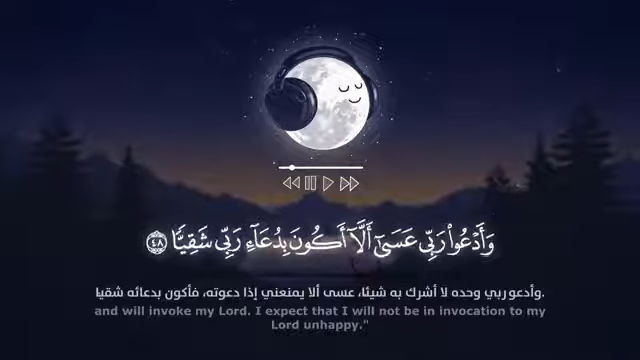 وَأَدْعُوا۟ رَبِّى عَسَىٰٓ أَلَّآ أَكُونَ بِدُعَآءِ رَبِّى شَقِيًّا ٤٨
وأدعو ربي وحده لا أشرك به شيئا، عسى ألا يمنعني إذا دعوته، فأكون بدعائه شقيا.
and will invoke my Lord. I expect that I will not be in invocation to my
Lord unhappy."